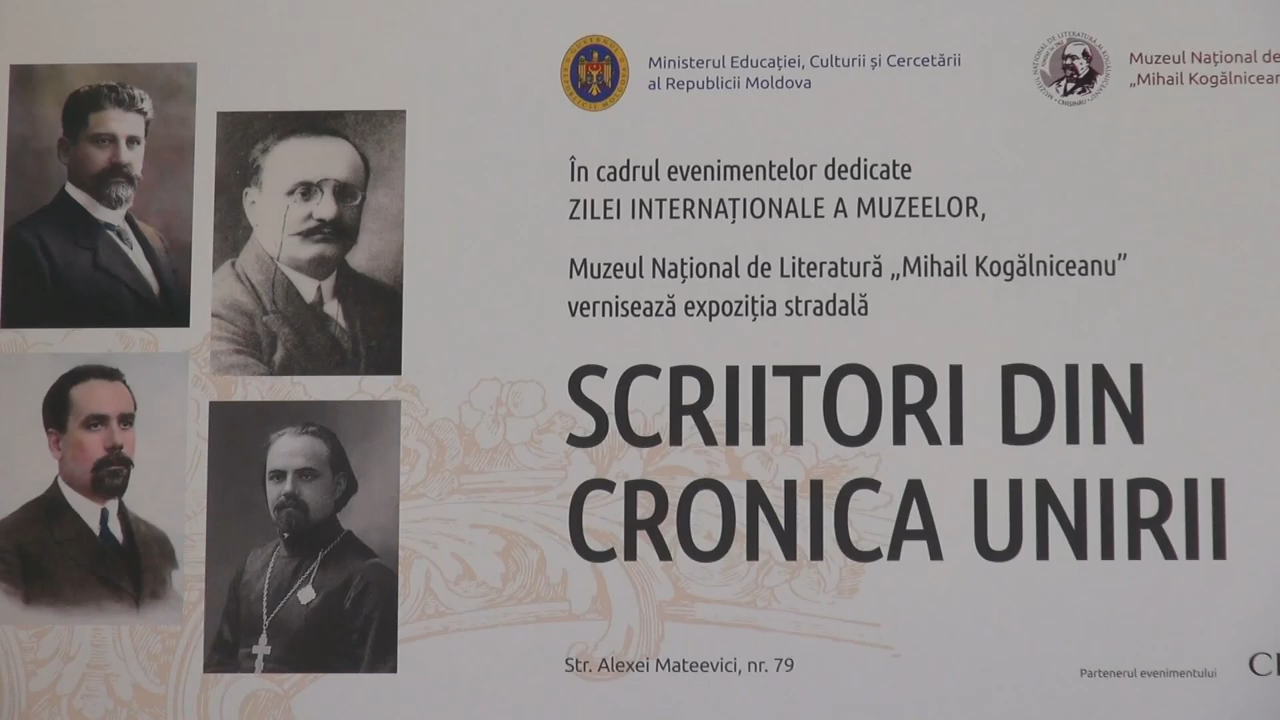 Ministerul Educației, Culturii și Cercetării
al Republicii Moldova
Muzeul Național de
„Mihail Kogălnicean
În cadrul evenimentelor dedicate
ZILEI INTERNAȚIONALE A MUZEELOR,
Muzeul Național de Literatură „Mihail Kogălniceanu”
vernisează expoziția stradală
SCRIITORI DIN
CRONICA UNIRII
Str. Alexei Mateevici, nr. 79
Partenerul evenimentului